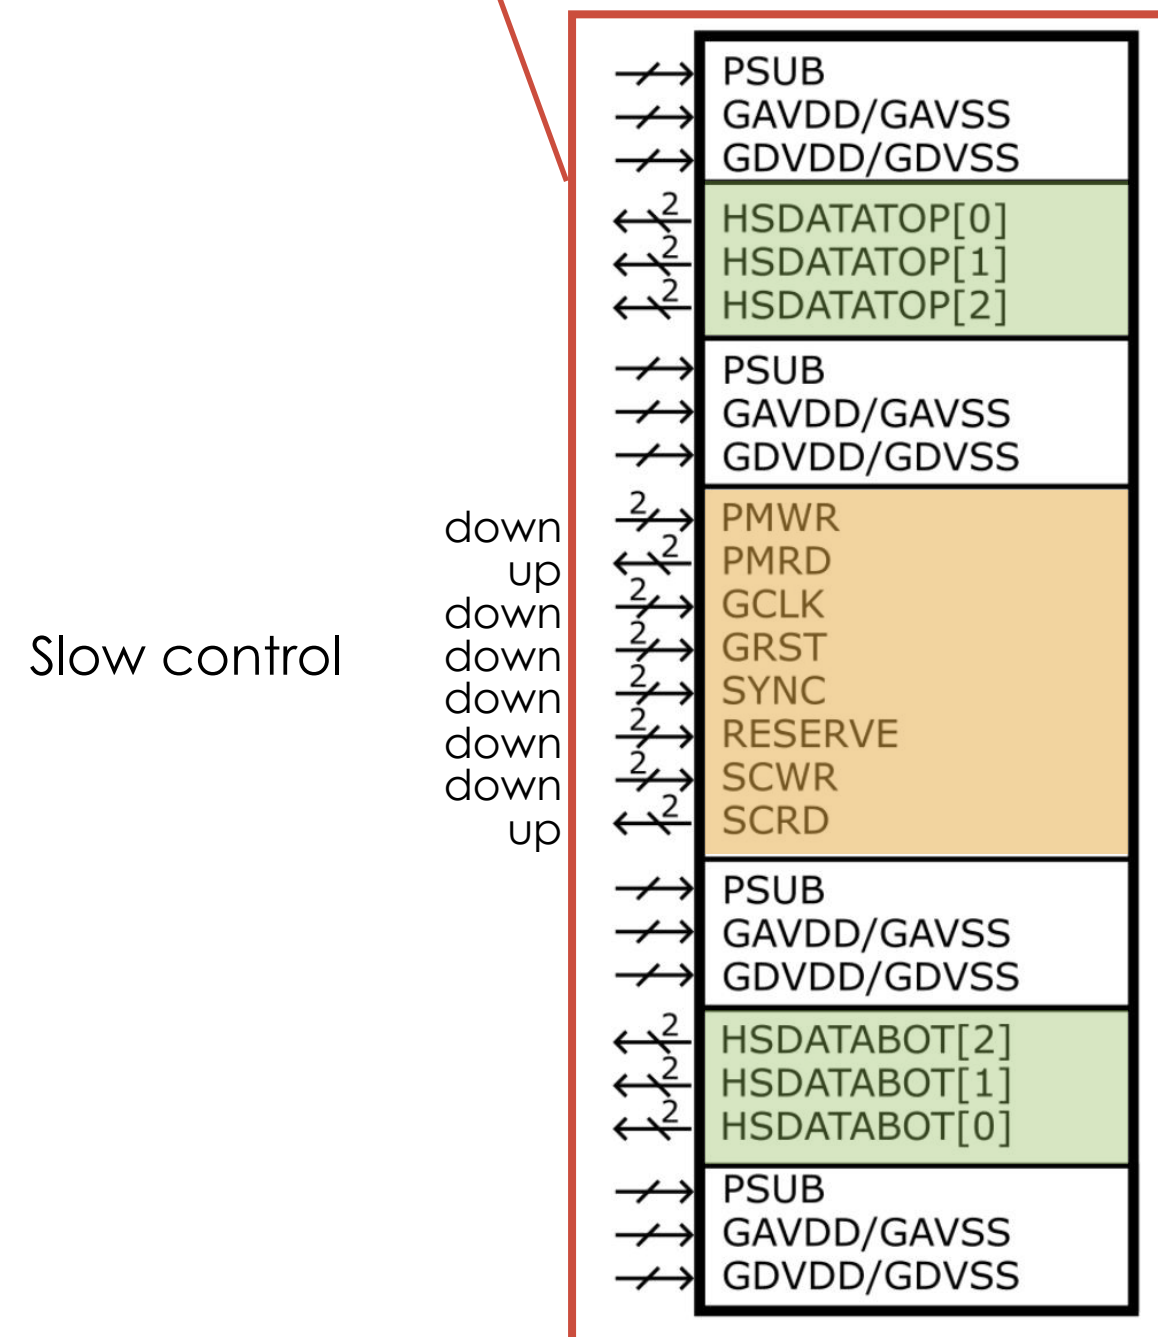 PSUB
GAVDD/GAVSS
GDVDD/GDVSS
2 HSDATATOP[0]
2 HSDATATOP[1]
2 HSDATATOP[2]
PSUB
GAVDD/GAVSS
GDVDD/GDVSS
Slow control
down 2 PMWR
up 2 PMRD
down 2 GCLK
down 2 GRST
down 2 SYNC
down 2 RESERVE
down 2 SCWR
up 2 SCRD
PSUB
GAVDD/GAVSS
GDVDD/GDVSS
2 HSDATABOT[2]
2 HSDATABOT[1]
2 HSDATABOT[0]
PSUB
GAVDD/GAVSS
GDVDD/GDVSS